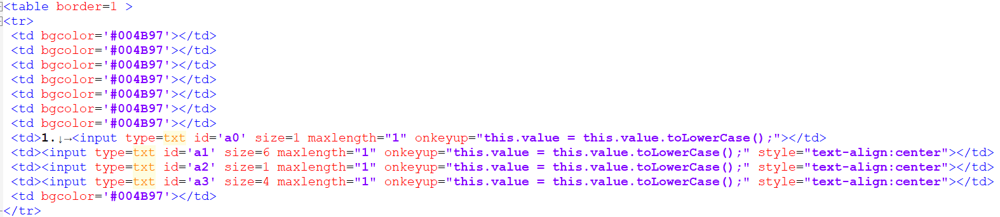 <table border=1 >
<tr>
<td bgcolor='#004B97'></td>
<td bgcolor='#004B97'></td>
<td bgcolor='#004B97'></td>
<td bgcolor='#004B97'></td>
<td bgcolor='#004B97'></td>
<td bgcolor='#004B97'></td>
<td bgcolor='#004B97'></td>
<td>1.↓→<input type=txt id='a0' size=1 maxlength="1" onkeyup="this.value = this.value.toLowerCase();"></td>
<td><input type=txt id='a1' size=6 maxlength="1" onkeyup="this.value = this.value.toLowerCase();" style="text-align:center"></td>
<td><input type=txt id='a2' size=1 maxlength="1" onkeyup="this.value = this.value.toLowerCase();" style="text-align:center"></td>
<td><input type=txt id='a3' size=4 maxlength="1" onkeyup="this.value = this.value.toLowerCase();" style="text-align:center"></td>
<td bgcolor='#004B97'></td>
</tr>